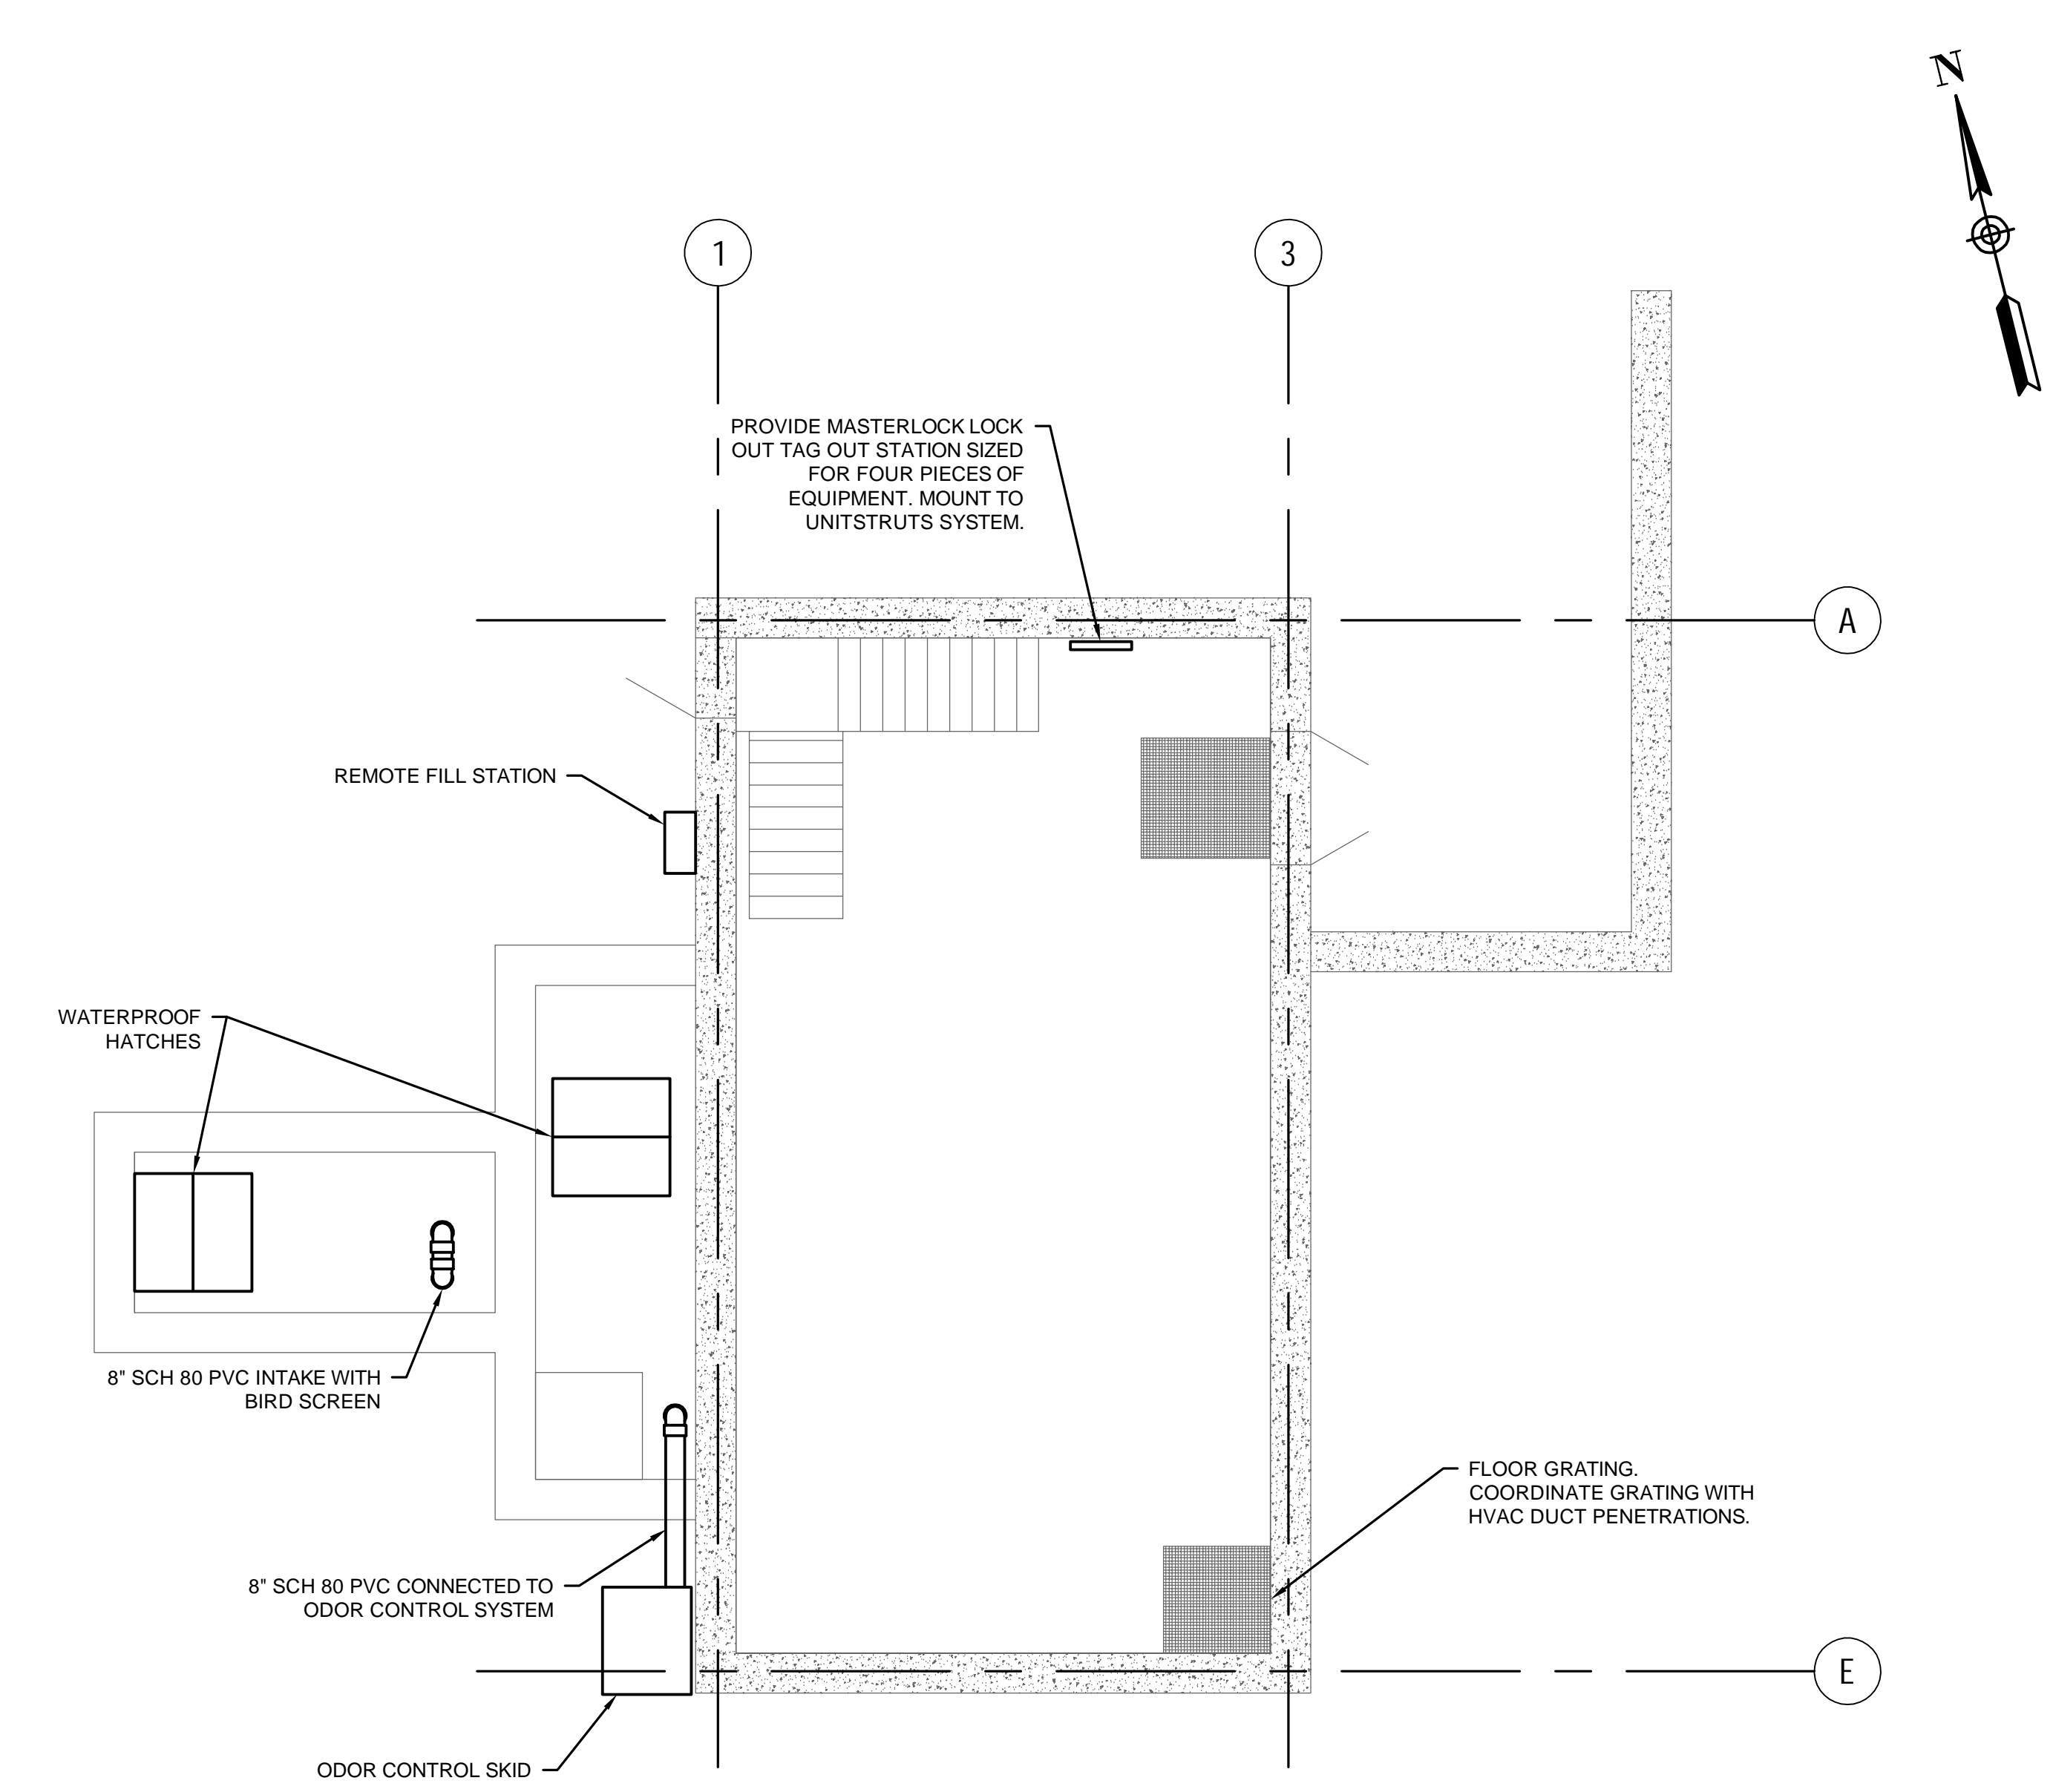 N
1
3
PROVIDE MASTERLOCK LOCK
OUT TAG OUT STATION SIZED
FOR FOUR PIECES OF
EQUIPMENT. MOUNT TO
UNITSTRUTS SYSTEM.
A
REMOTE FILL STATION
WATERPROOF
HATCHES
8" SCH 80 PVC INTAKE WITH
BIRD SCREEN
FLOOR GRATING.
COORDINATE GRATING WITH
HVAC DUCT PENETRATIONS.
8" SCH 80 PVC CONNECTED TO
ODOR CONTROL SYSTEM
E
ODOR CONTROL SKID